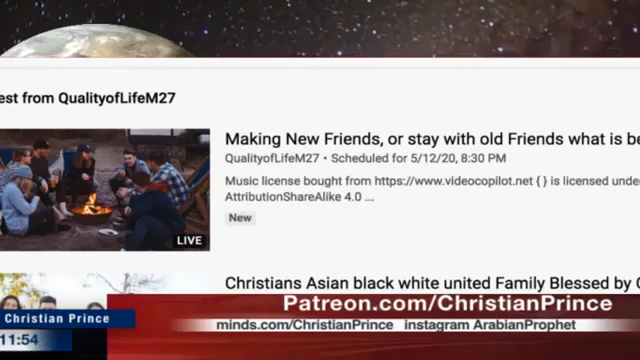 est from QualityofLifeM27
Making New Friends, or stay with old Friends what is be
QualityofLifeM27 • Scheduled for 5/12/20, 8:30 PM
Music license bought from https://www.videocopilot.net { } is licensed under
AttributionShareAlike 4.0 ...
New
LIVE
Christians Asian black white united Family Blessed by G
Patreon.com/ChristianPrince
Christian Prince
minds.com/ChristianPrince instagram ArabianProphet
11:54